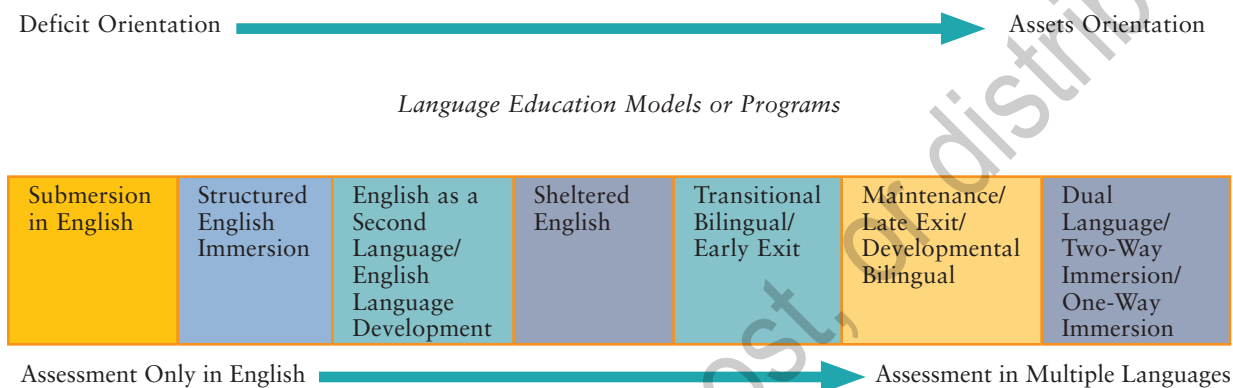 Deficit Orientation
Assets Orientation
Language Education Models or Programs
Submersion
in English
Structured
English
Immersion
English as a
Second
Language/
English
Language
Development
Sheltered
English
Transitional
Bilingual/
Early Exit
Maintenance/
Late Exit/
Developmental
Bilingual
Dual
Language/
Two-Way
Immersion/
One-Way
Immersion
Assessment Only in English
Assessment in Multiple Languages
post, or